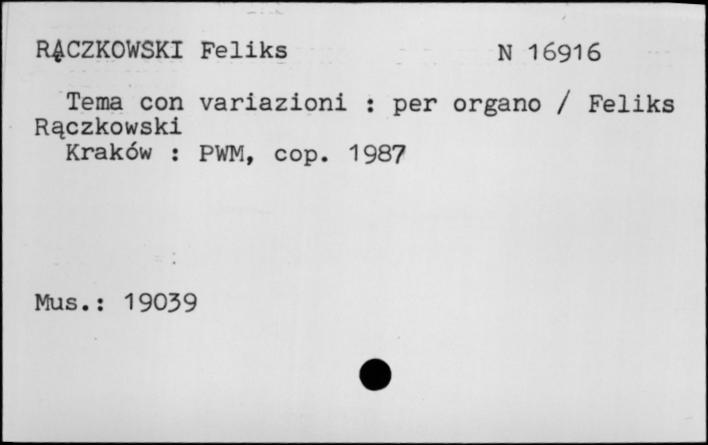 RĄCZKOWSKI Feliks N 16916
Tema con variazioni : per organo / Feliks
Rączkowski
Kraków : PWM, cop. 1987
Mus.: 19039